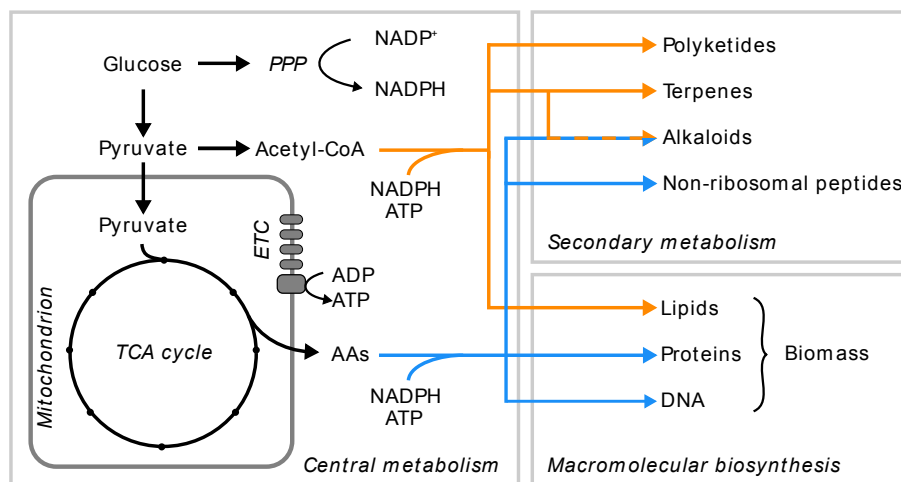 Glucose
PPP
NADP+
NADPH
Pyruvate
Acetyl-CoA
NADPH
ATP
Pyruvate
ETC
ADP
ATP
Mitochondrion
TCA cycle
AAs
NADPH
ATP
Central metabolism
Polyketides
Terpenes
Alkaloids
Non-ribosomal peptides
Secondary metabolism
Lipids
Proteins
Biomass
DNA
Macromolecular biosynthesis